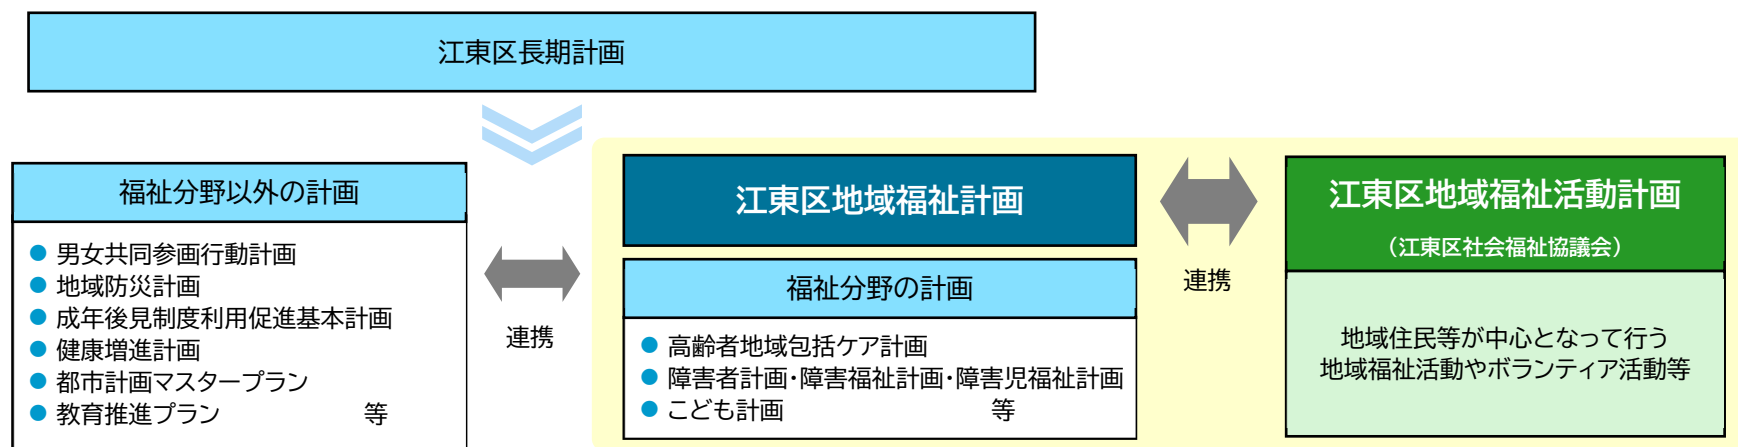 江東区長期計画
福祉分野以外の計画
● 男女共同参画行動計画
● 地域防災計画
● 成年後見制度利用促進基本計画
● 健康増進計画
● 都市計画マスタープラン
● 教育推進プラン 等
連携
江東区地域福祉計画
福祉分野の計画
● 高齢者地域包括ケア計画
● 障害者計画・障害福祉計画・障害児福祉計画
● こども計画 等
連携
江東区地域福祉活動計画
（江東区社会福祉協議会）
地域住民等が中心となって行う
地域福祉活動やボランティア活動等